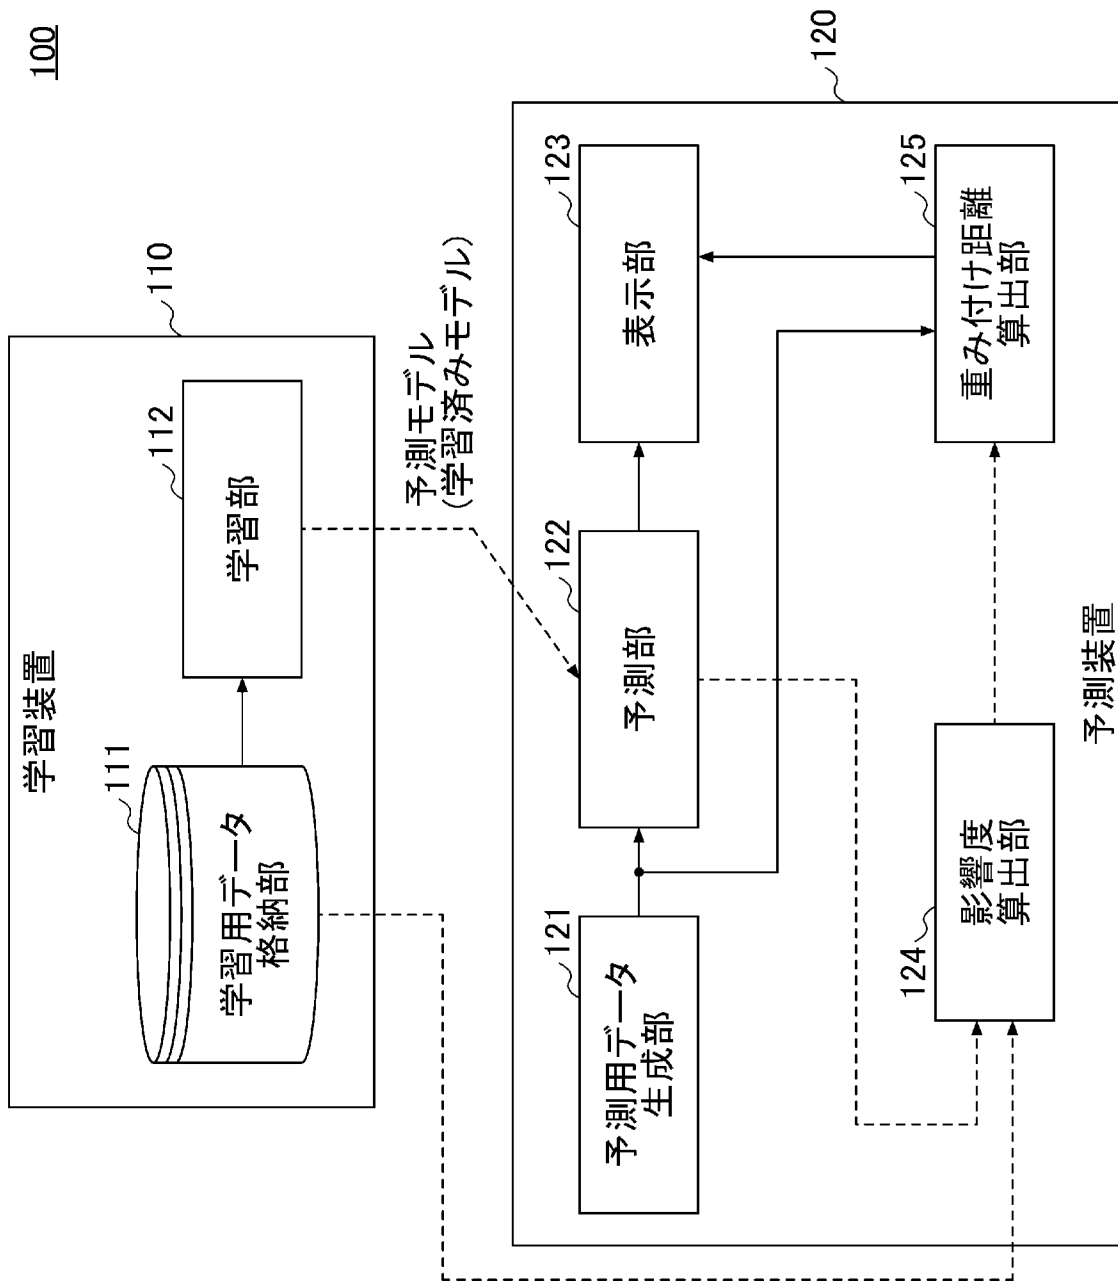 100
学習装置
110
111
学習用データ
格納部
112
学習部
予測モデル
(学習済みモデル)
120
121
予測用データ
生成部
122
予測部
123
表示部
124
影響度
算出部
125
重み付け距離
算出部
予測装置